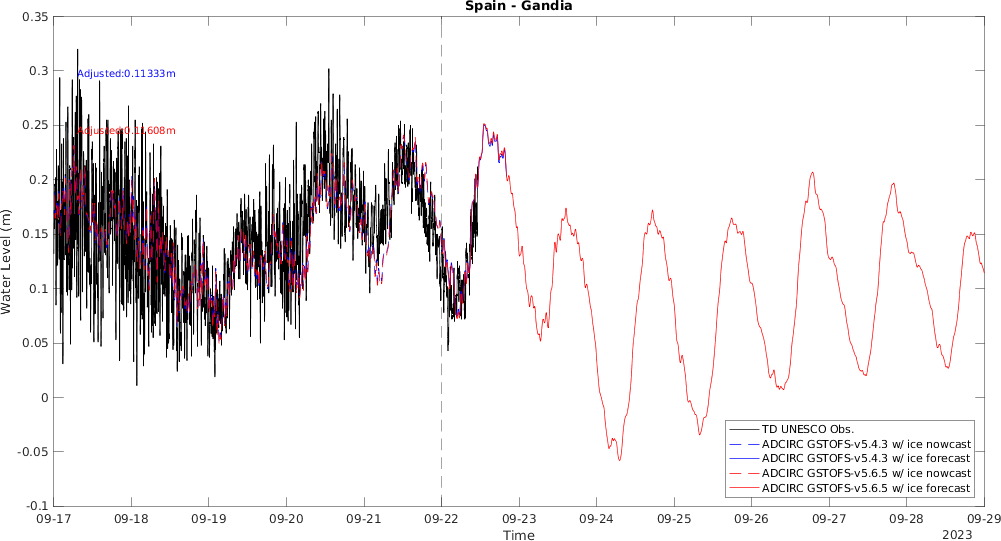 Spain - Gandia
0.35
0.3
0.25
0.2
0.15
0.1
0.05
0
-0.05
-0.1
Water Level (m)
Adjusted:0.11333m
Adjusted:0.11608m
TD UNESCO Obs.
ADCIRC GSTOFS-v5.4.3 w/ ice nowcast
ADCIRC GSTOFS-v5.4.3 w/ ice forecast
ADCIRC GSTOFS-v5.6.5 w/ ice nowcast
ADCIRC GSTOFS-v5.6.5 w/ ice forecast
09-17 09-18 09-19 09-20 09-21 09-22 09-23 09-24 09-25 09-26 09-27 09-28 09-29
Time
2023